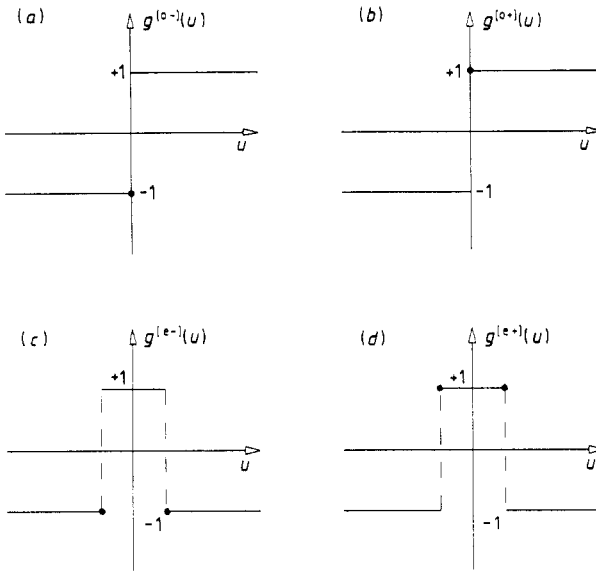 (a)
g^[o-](u)
+1
u
-1
(b)
g^[o+](u)
+1
u
-1
(c)
g^[e-](u)
+1
u
-1
(d)
g^[e+](u)
+1
u
-1